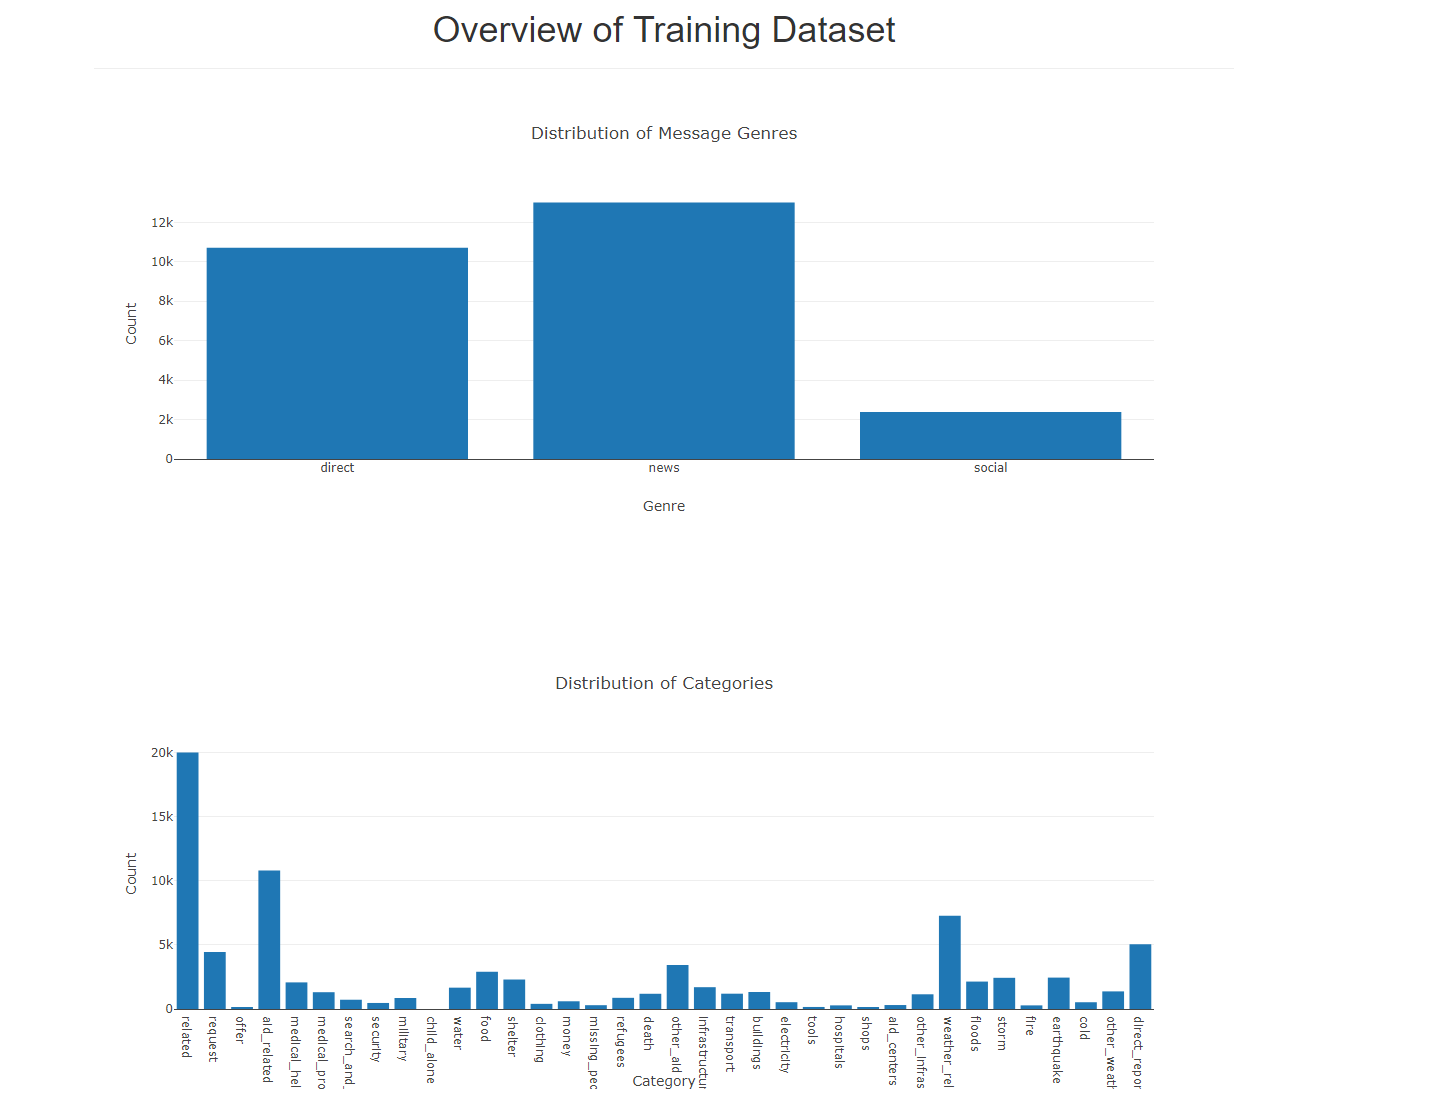 Overview of Training Dataset
Distribution of Message Genres
12k
10k
8k
6k
4k
2k
0
Count
direct news social
Genre
Distribution of Categories
20k
15k
10k
5k
0
Count
related
request
offer
aid_related
medical_hel
medical_pro
search_and_
security
military
child_alone
water
food
shelter
clothing
money
missing_peo
refugees
death
other_aid
infrastructur
transport
buildings
electricity
tools
hospitals
shops
aid_centers
other_infras
weather_rel
floods
storm
fire
earthquake
cold
other_weath
direct_repor
Category